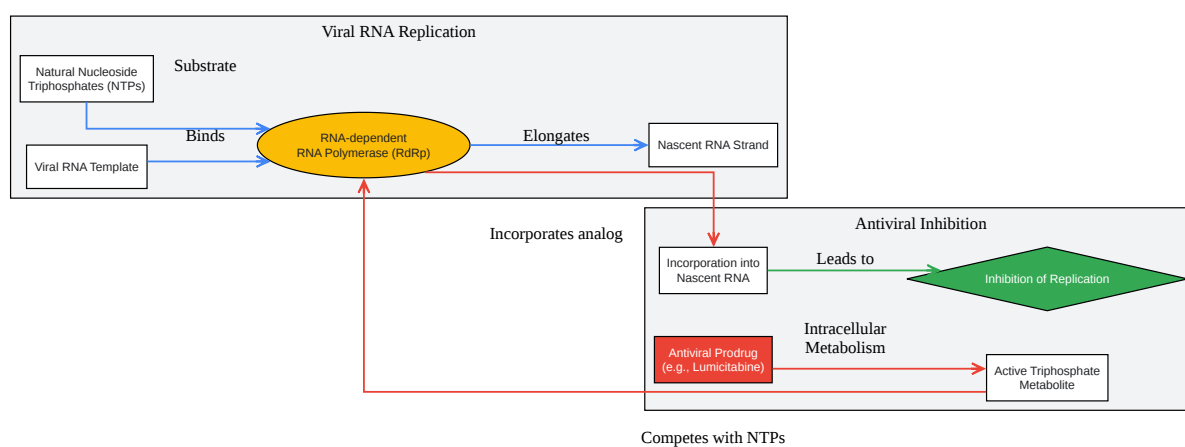 Viral RNA Replication
Natural Nucleoside
Triphosphates (NTPs)
Substrate
Binds
Viral RNA Template
RNA-dependent
RNA Polymerase (RdRp)
Elongates
Nascent RNA Strand
Incorporates analog
Antiviral Inhibition
Incorporation into
Nascent RNA
Leads to
Inhibition of Replication
Antiviral Prodrug
(e.g., Lumicitabine)
Intracellular
Metabolism
Active Triphosphate
Metabolite
Competes with NTPs